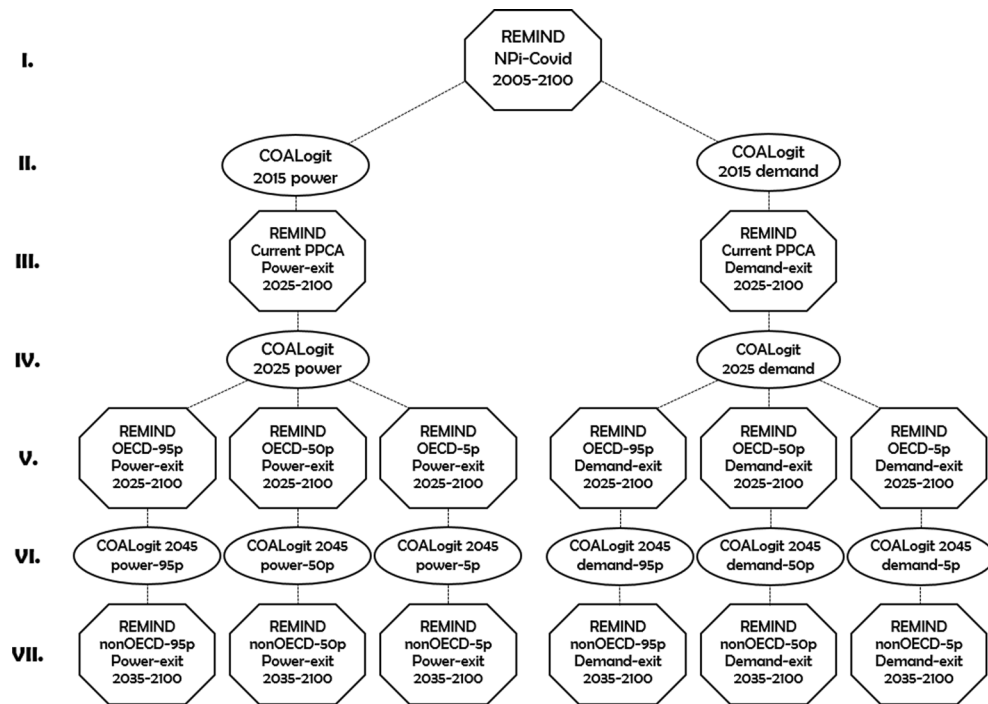 I.
REMIND
NPi-Covid
2005-2100
II.
COALogit
2015 power
COALogit
2015 demand
III.
REMIND
Current PPCA
Power-exit
2025-2100
REMIND
Current PPCA
Demand-exit
2025-2100
IV.
COALogit
2025 power
COALogit
2025 demand
V.
REMIND
OECD-95p
Power-exit
2025-2100
REMIND
OECD-50p
Power-exit
2025-2100
REMIND
OECD-5p
Power-exit
2025-2100
REMIND
OECD-95p
Demand-exit
2025-2100
REMIND
OECD-50p
Demand-exit
2025-2100
REMIND
OECD-5p
Demand-exit
2025-2100
VI.
COALogit 2045
power-95p
COALogit 2045
power-50p
COALogit 2045
power-5p
COALogit 2045
demand-95p
COALogit 2045
demand-50p
COALogit 2045
demand-5p
VII.
REMIND
nonOECD-95p
Power-exit
2035-2100
REMIND
nonOECD-50p
Power-exit
2035-2100
REMIND
nonOECD-5p
Power-exit
2035-2100
REMIND
nonOECD-95p
Demand-exit
2035-2100
REMIND
nonOECD-50p
Demand-exit
2035-2100
REMIND
nonOECD-5p
Demand-exit
2035-2100